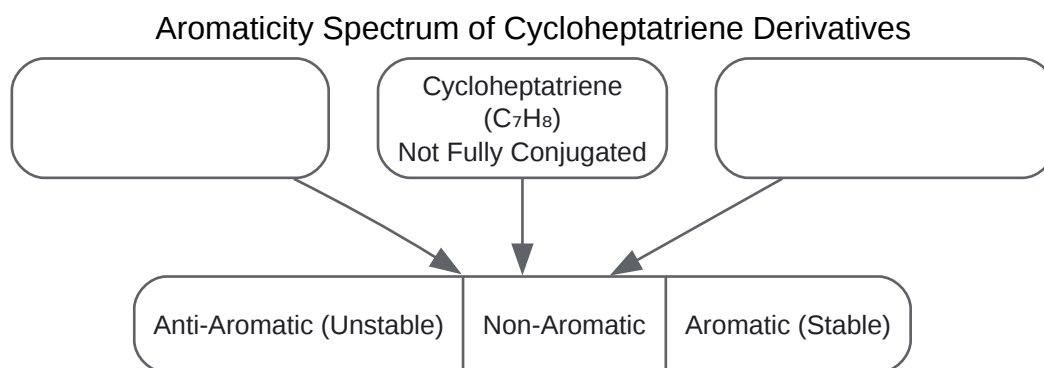 Aromaticity Spectrum of Cycloheptatriene Derivatives
Cycloheptatriene
(C₇H₈)
Not Fully Conjugated
Anti-Aromatic (Unstable)
Non-Aromatic
Aromatic (Stable)